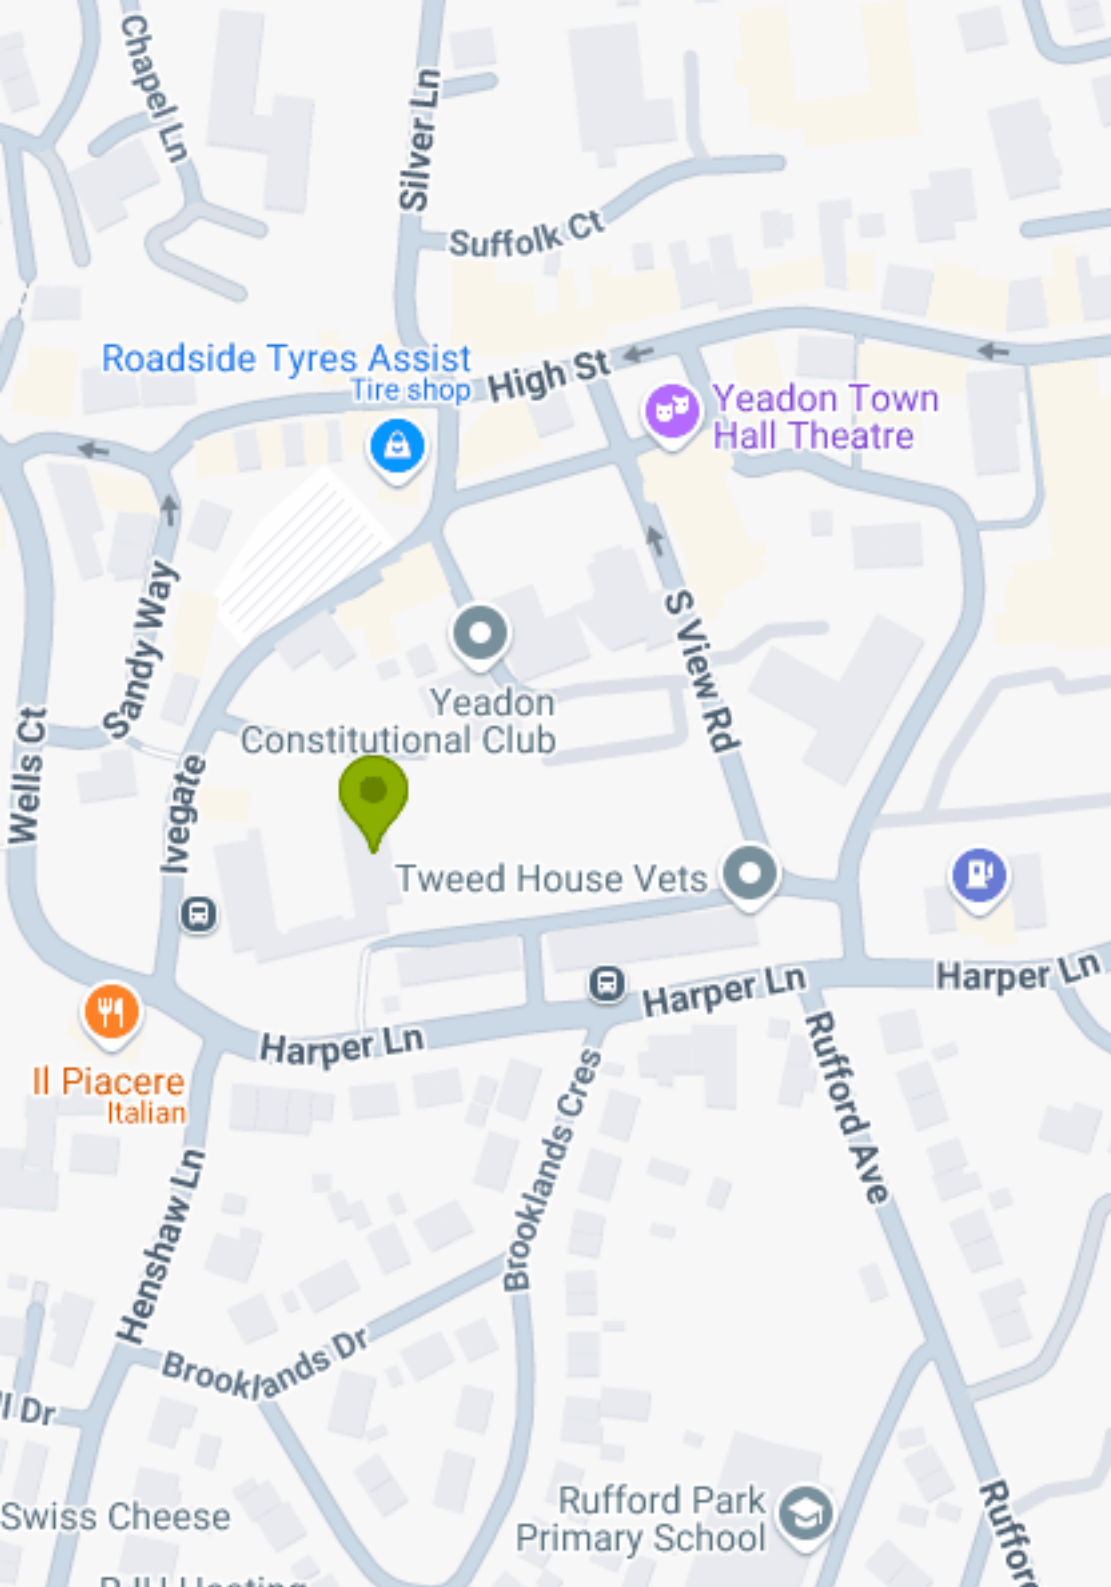 Chapel Ln
Silver Ln
Suffolk Ct
Roadside Tyres Assist
Tire shop
High St
Yeadon Town
Hall Theatre
Sandy Way
S View Rd
Yeadon
Constitutional Club
Wells Ct
Ivegate
Tweed House Vets
Harper Ln
Harper Ln
Harper Ln
Il Piacere
Italian
Rufford Ave
Brooklands Cres
Henshaw Ln
Brooklands Dr
Dr
Swiss Cheese
Rufford Park
Primary School